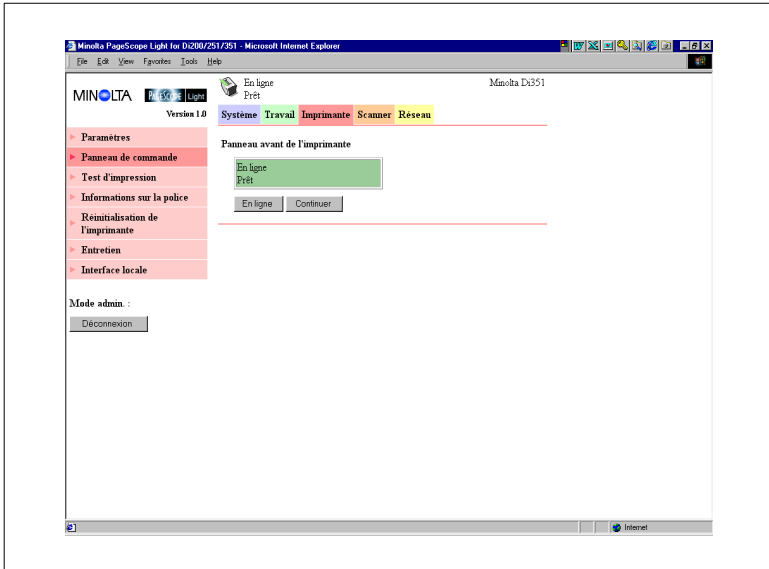 Minolta PageScope Light for Di200/251/351 - Microsoft Internet Explorer
File Edit View Favorites Tools Help
MINOLTA PAGESCOPE Light
Version 1.0
En ligne
Prêt
Minolta Di351
Système Travail Imprimante Scanner Réseau
Paramètres
Panneau de commande
Test d'impression
Informations sur la police
Réinitialisation de
l'imprimante
Entretien
Interface locale
Mode admin. :
Déconnexion
Panneau avant de l'imprimante
En ligne
Prêt
En ligne Continuer
Internet